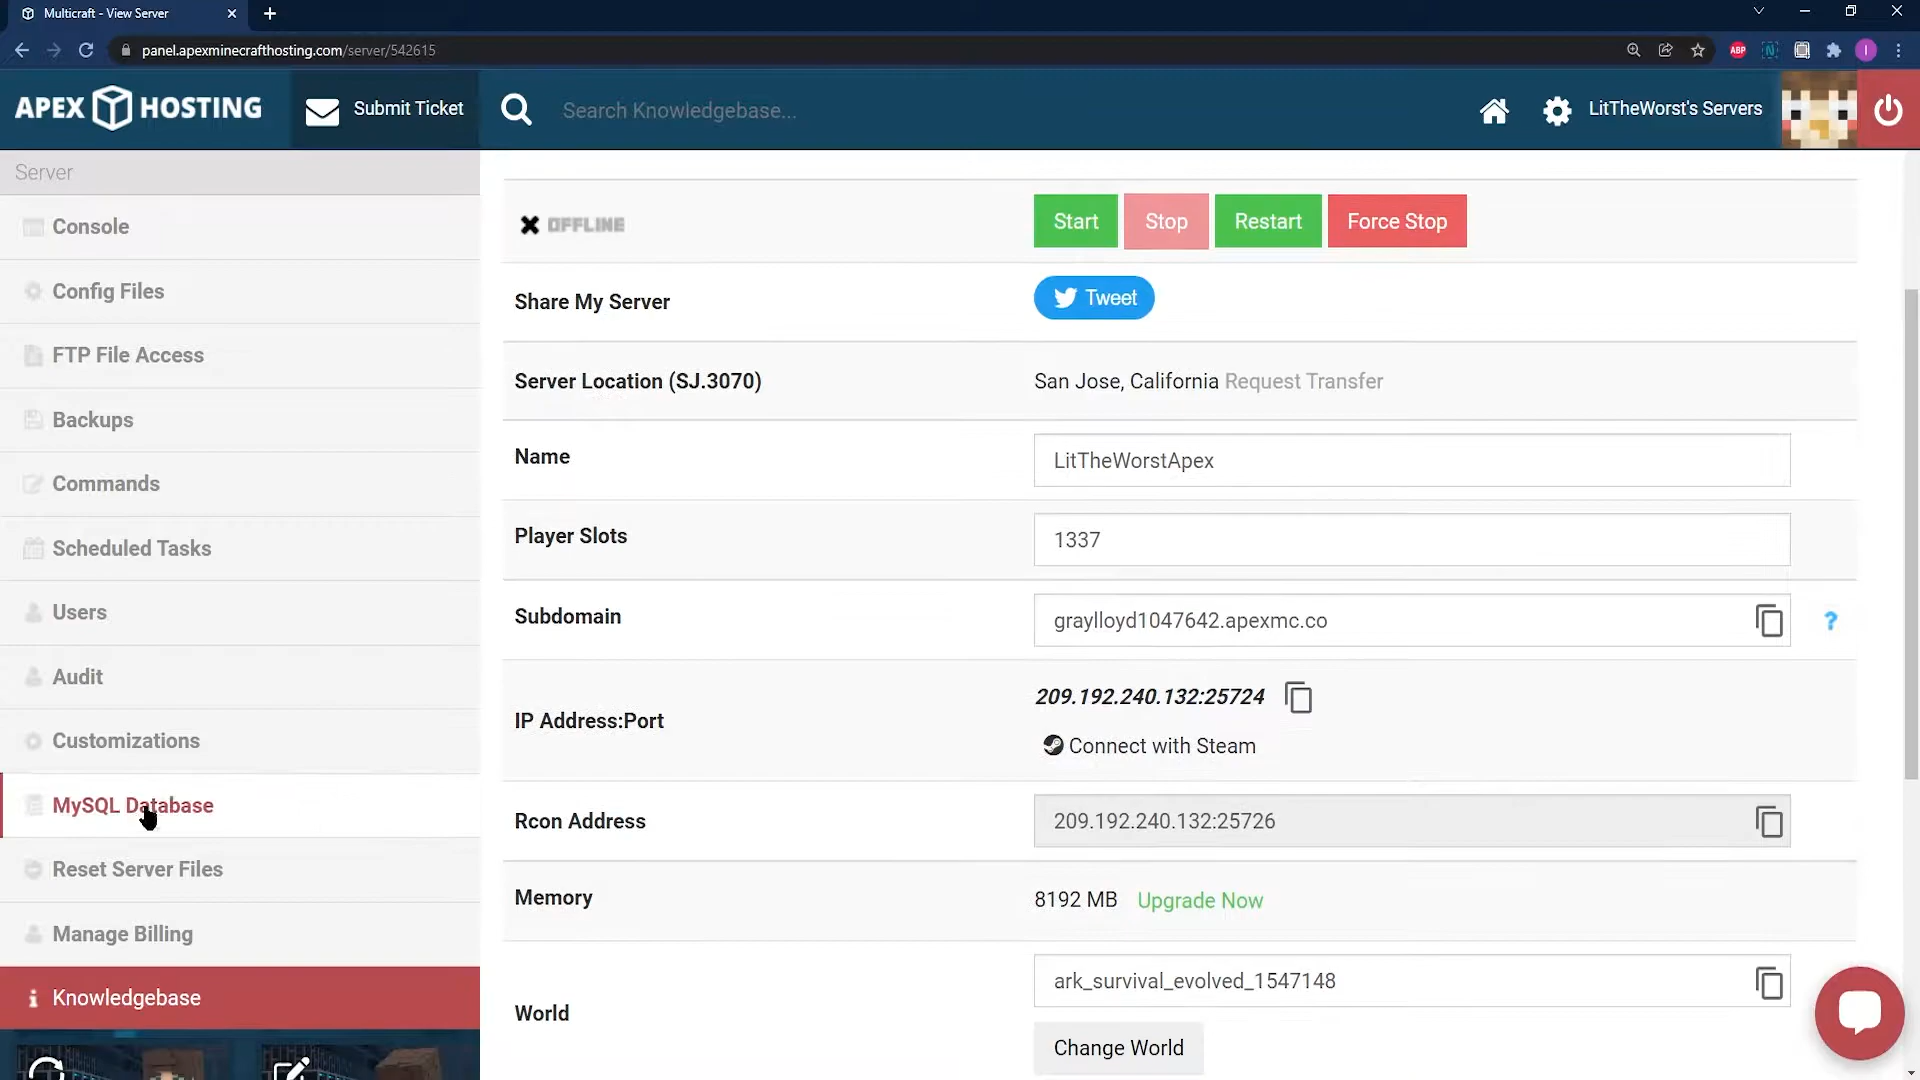 Multicraft - View Server
panel.apexminecrafthosting.com/server/542615
ABP
N
I
APEX HOSTING
Submit Ticket
Search Knowledgebase...
LitTheWorst's Servers
Server
Console
Config Files
FTP File Access
Backups
Commands
Scheduled Tasks
Users
Audit
Customizations
MySQL Database
Reset Server Files
Manage Billing
Knowledgebase
OFFLINE
Start Stop Restart Force Stop
Share My Server
Tweet
Server Location (SJ.3070)
San Jose, California Request Transfer
Name
LitTheWorstApex
Player Slots
1337
Subdomain
graylloyd1047642.apexmc.co
?
IP Address:Port
209.192.240.132:25724
Connect with Steam
Rcon Address
209.192.240.132:25726
Memory
8192 MB Upgrade Now
World
ark_survival_evolved_1547148
Change World